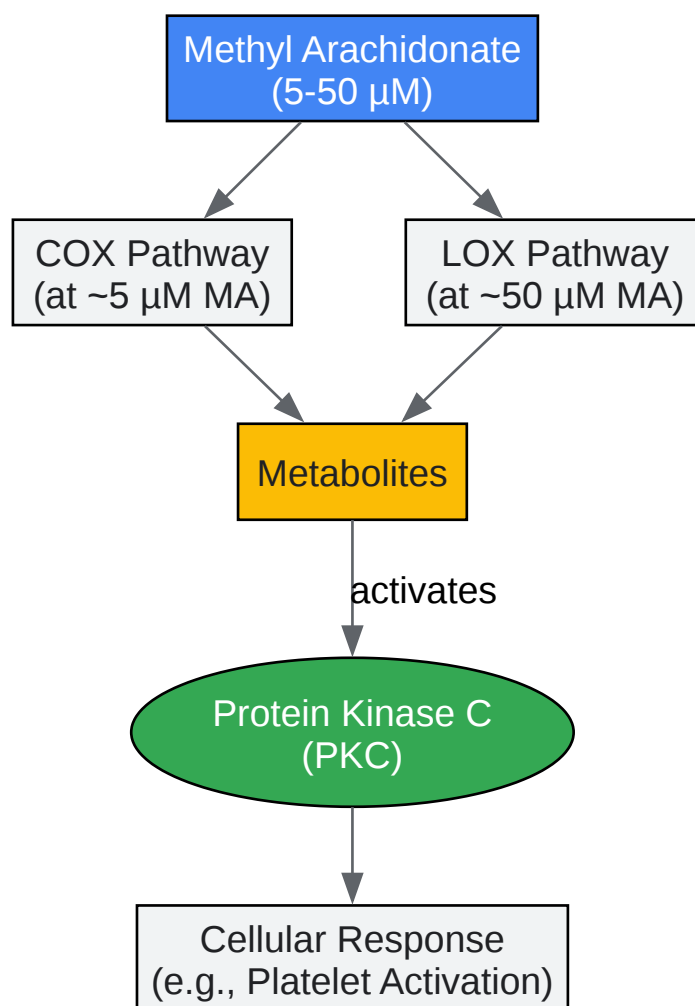 Methyl Arachidonate
(5-50 µM)
COX Pathway
(at ~5 µM MA)
LOX Pathway
(at ~50 µM MA)
Metabolites
activates
Protein Kinase C
(PKC)
Cellular Response
(e.g., Platelet Activation)